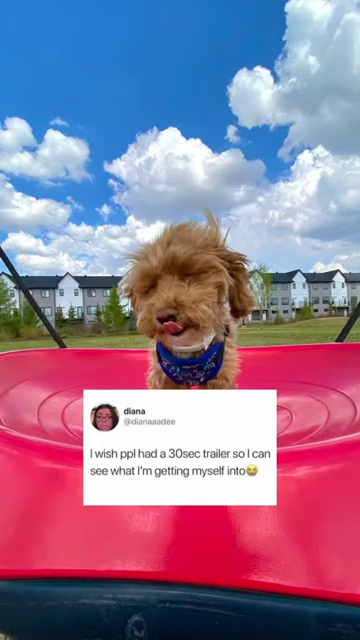 diana
@dianaaadee
I wish ppl had a 30sec trailer so I can
see what I'm getting myself into😂